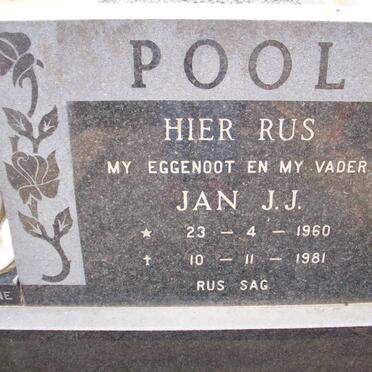 POOL
HIER RUS
MY EGGENOOT EN MY VADER
JAN J.J.
★ 23 - 4 - 1960
† 10 - 11 - 1981
RUS SAG